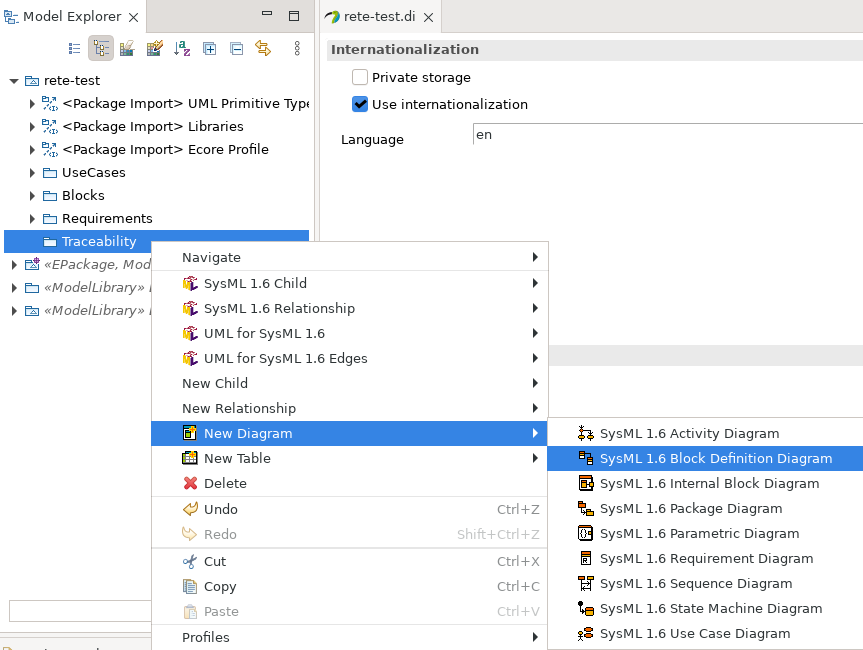 Model Explorer
rete-test
<Package Import> UML Primitive Type
<Package Import> Libraries
<Package Import> Ecore Profile
UseCases
Blocks
Requirements
Traceability
«EPackage, Mod
«ModelLibrary»
«ModelLibrary»
rete-test.di
Internationalization
Private storage
Use internationalization
Language en
Navigate
SysML 1.6 Child
SysML 1.6 Relationship
UML for SysML 1.6
UML for SysML 1.6 Edges
New Child
New Relationship
New Diagram
New Table
Delete
Undo Ctrl+Z
Redo Shift+Ctrl+Z
Cut Ctrl+X
Copy Ctrl+C
Paste Ctrl+V
Profiles
SysML 1.6 Activity Diagram
SysML 1.6 Block Definition Diagram
SysML 1.6 Internal Block Diagram
SysML 1.6 Package Diagram
SysML 1.6 Parametric Diagram
SysML 1.6 Requirement Diagram
SysML 1.6 Sequence Diagram
SysML 1.6 State Machine Diagram
SysML 1.6 Use Case Diagram